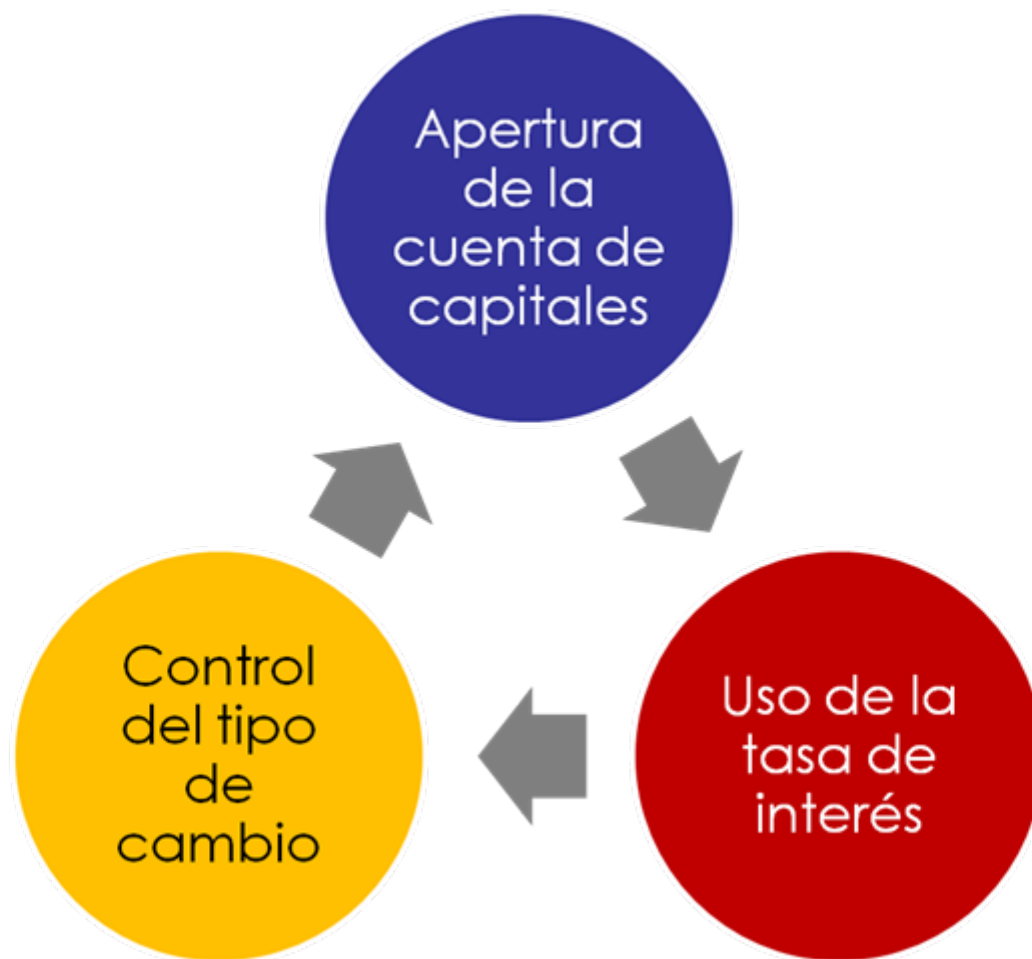 Apertura
de la
cuenta de
capitales
Control
del tipo
de
cambio
Uso de la
tasa de
interés